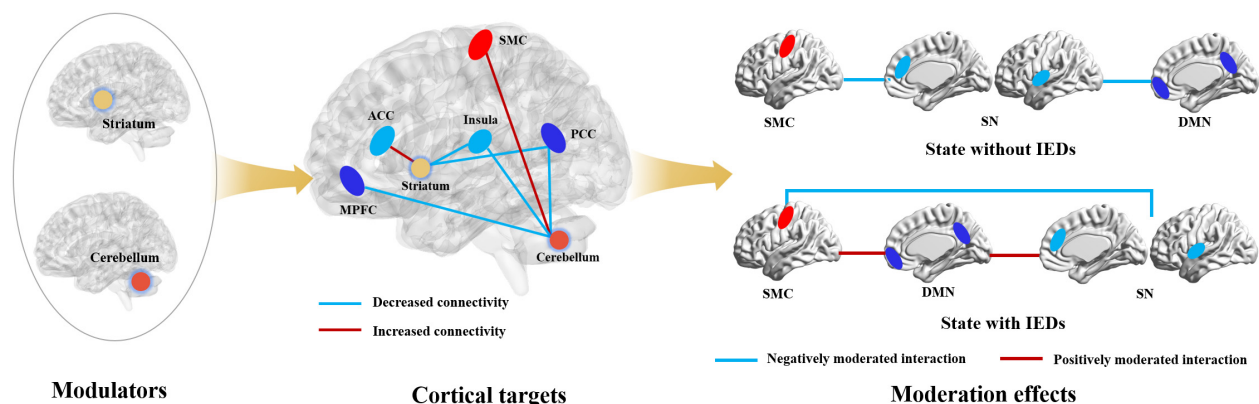 Striatum
Cerebellum
Modulators
SMC
ACC
Insula
PCC
Striatum
MPFC
Cerebellum
Decreased connectivity
Increased connectivity
Cortical targets
SMC
SN
DMN
State without IEDs
SMC
DMN
SN
State with IEDs
Negatively moderated interaction
Positively moderated interaction
Moderation effects